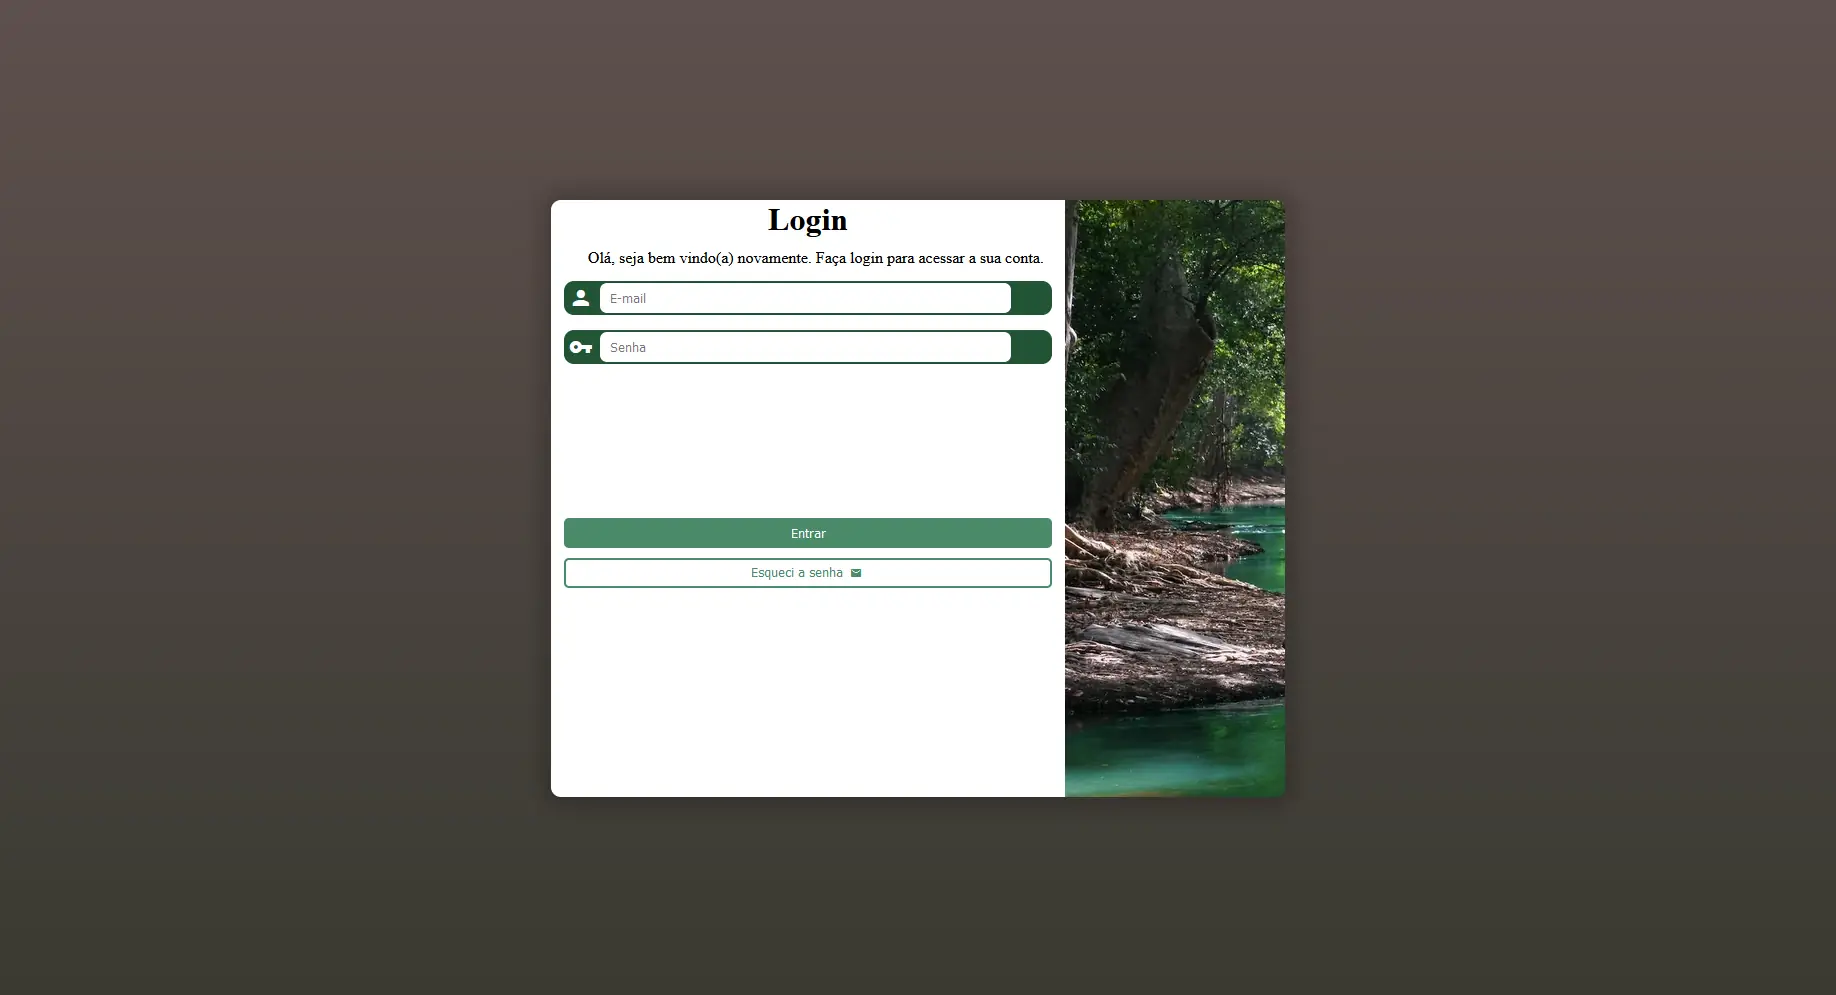 Login
Olá, seja bem vindo(a) novamente. Faça login para acessar a sua conta.
E-mail
Senha
Entrar
Esqueci a senha